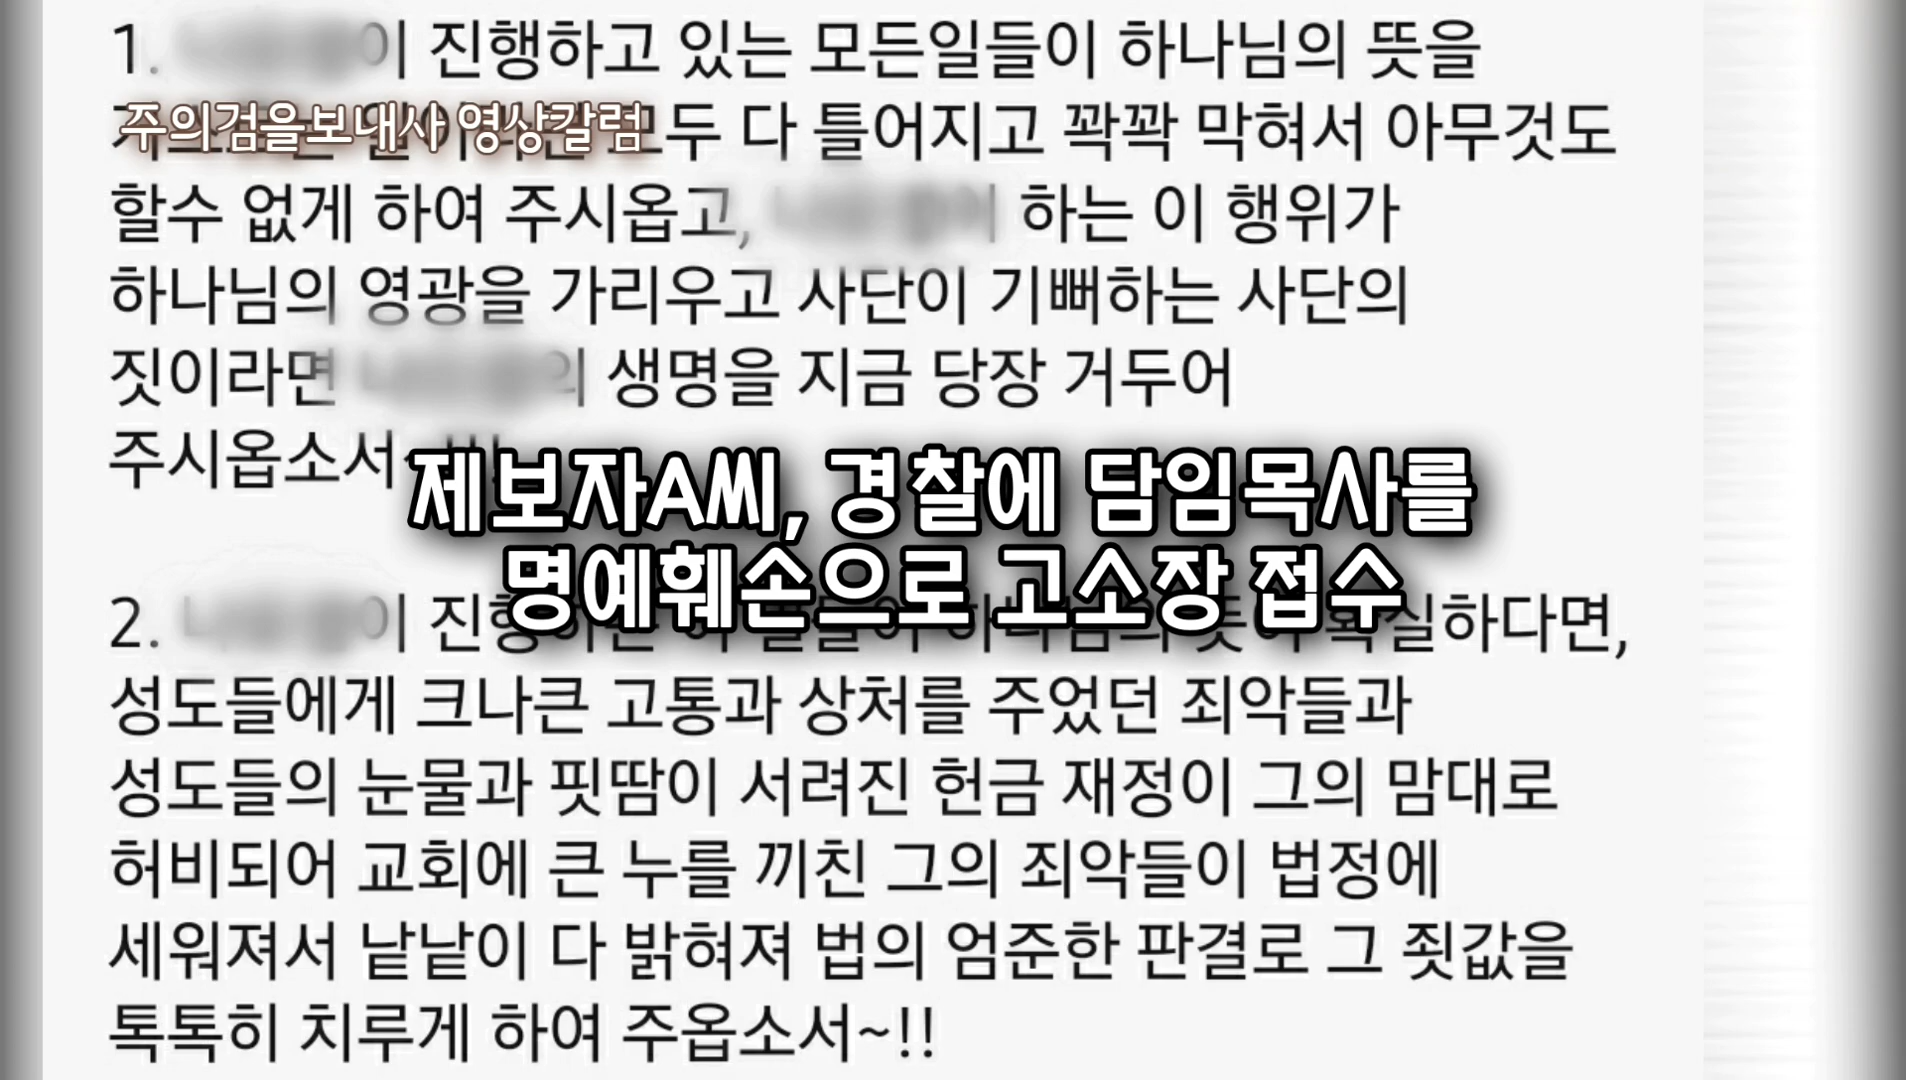 1. 이 진행하고 있는 모든일들이 하나님의 뜻을
주의검을보내사 영상칼럼
모두 다 틀어지고 꽉꽉 막혀서 아무것도
할수 없게 하여 주시옵고, 하는 이 행위가
하나님의 영광을 가리우고 사단이 기뻐하는 사단의
짓이라면 의 생명을 지금 당장 거두어
주시옵소서
제보자A씨, 경찰에 담임목사를
명예훼손으로 고소장 접수
2. 이 하나님의 확실하다면,
성도들에게 크나큰 고통과 상처를 주었던 죄악들과
성도들의 눈물과 핏땀이 서려진 헌금 재정이 그의 맘대로
허비되어 교회에 큰 누를 끼친 그의 죄악들이 법정에
세워져서 낱낱이 다 밝혀져 법의 엄준한 판결로 그 죗값을
톡톡히 치루게 하여 주옵소서~!!